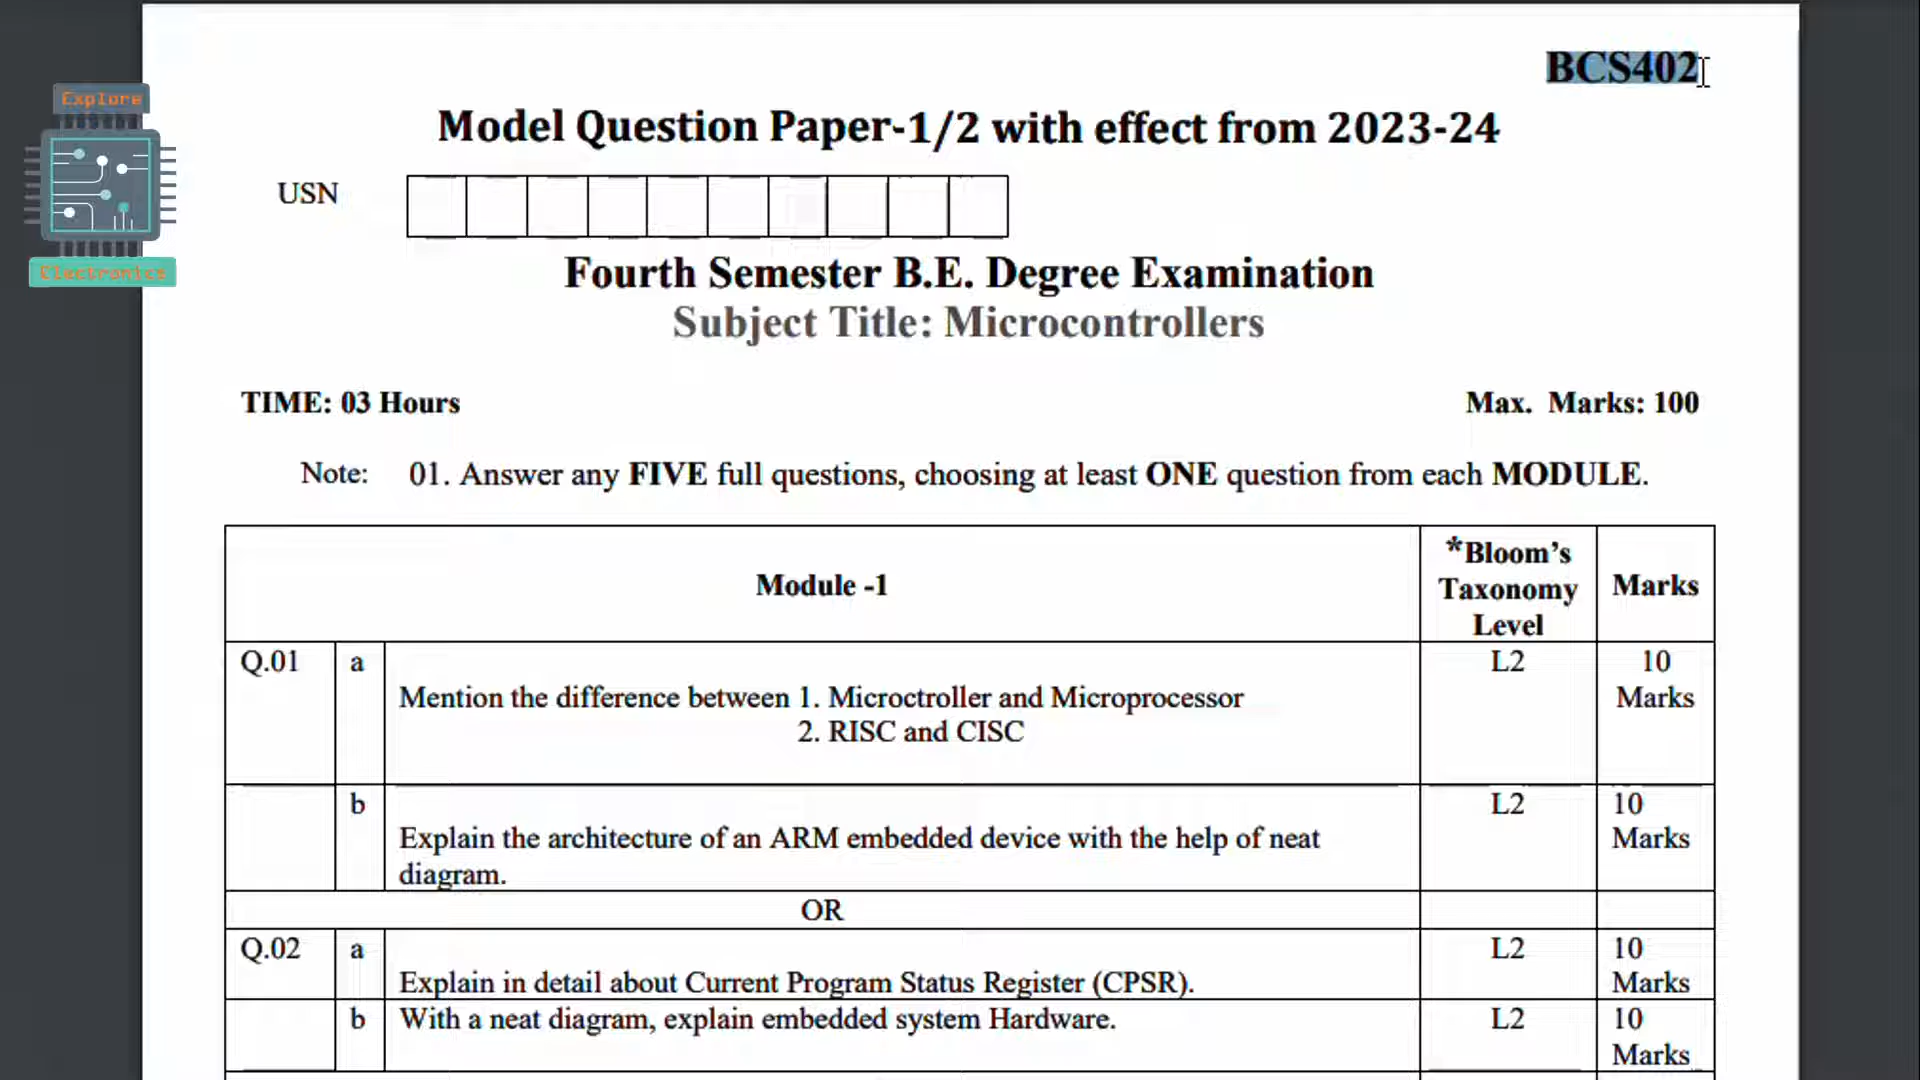 BCS402
Explore
Model Question Paper-1/2 with effect from 2023-24
USN
Electronics
Fourth Semester B.E. Degree Examination
Subject Title: Microcontrollers
TIME: 03 Hours Max. Marks: 100
Note: 01. Answer any FIVE full questions, choosing at least ONE question from each MODULE.
Module -1 *Bloom's Taxonomy Level Marks
Q.01 a L2 10 Marks
Mention the difference between 1. Microctroller and Microprocessor
2. RISC and CISC
b L2 10 Marks
Explain the architecture of an ARM embedded device with the help of neat
diagram.
OR
Q.02 a L2 10 Marks
Explain in detail about Current Program Status Register (CPSR).
b With a neat diagram, explain embedded system Hardware. L2 10 Marks